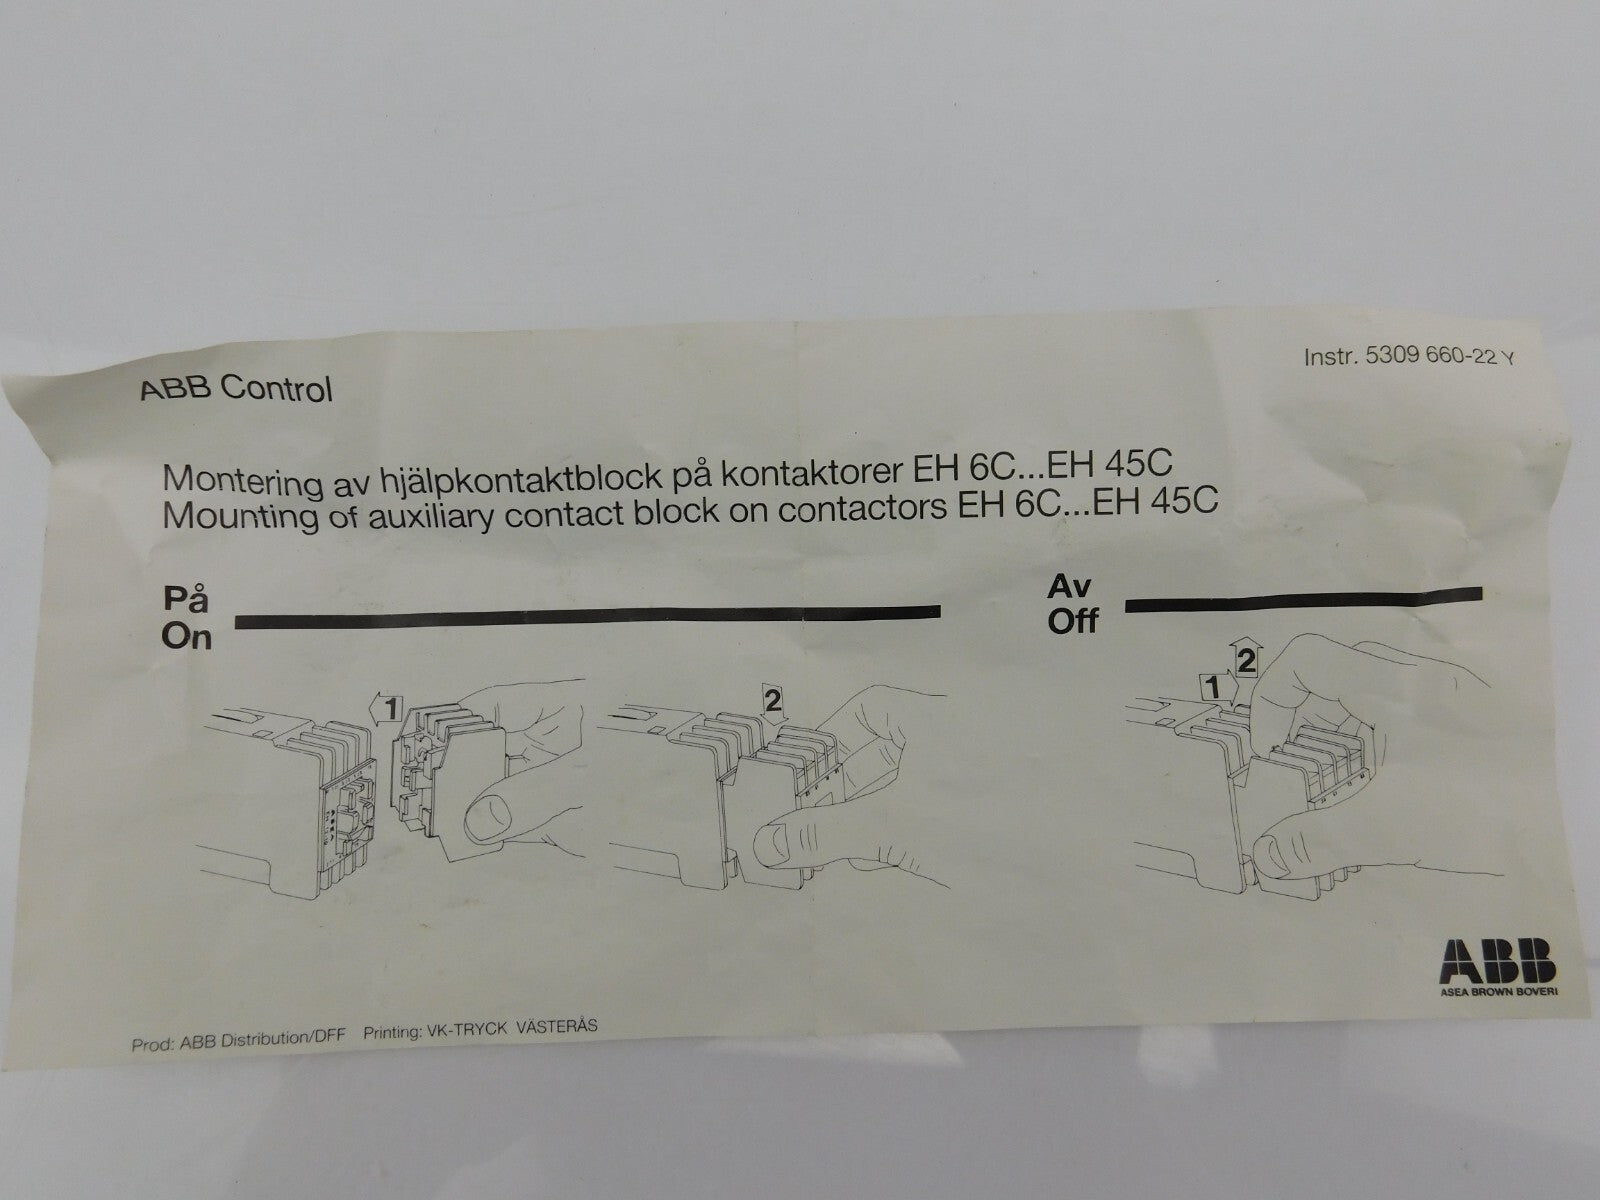 ABB Control
Instr. 5309 660-22 Y
Montering av hjälpkontaktblock på kontaktorer EH 6C...EH 45C
Mounting of auxiliary contact block on contactors EH 6C...EH 45C
På
On
Av
Off
1
2
1
2
ABB
ASEA BROWN BOVERI
Prod: ABB Distribution/DFF Printing: VK-TRYCK VÄSTERÅS